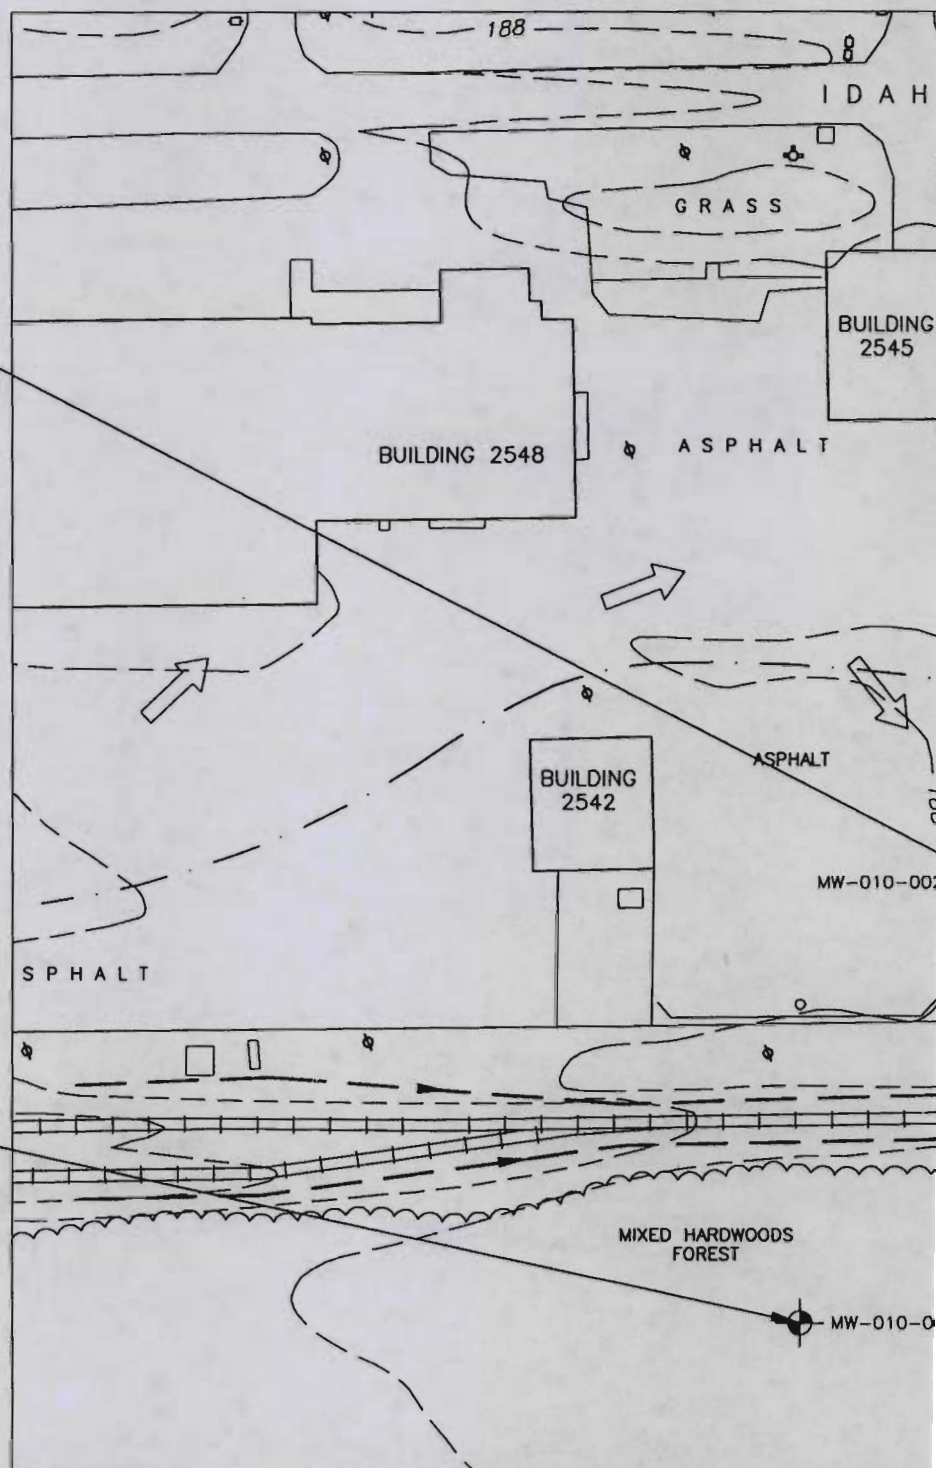 188
IDAH
GRASS
BUILDING
2545
BUILDING 2548
ASPHALT
ASPHALT
BUILDING
2542
MW-010-002
SPHALT
MIXED HARDWOODS
FOREST
MW-010-0